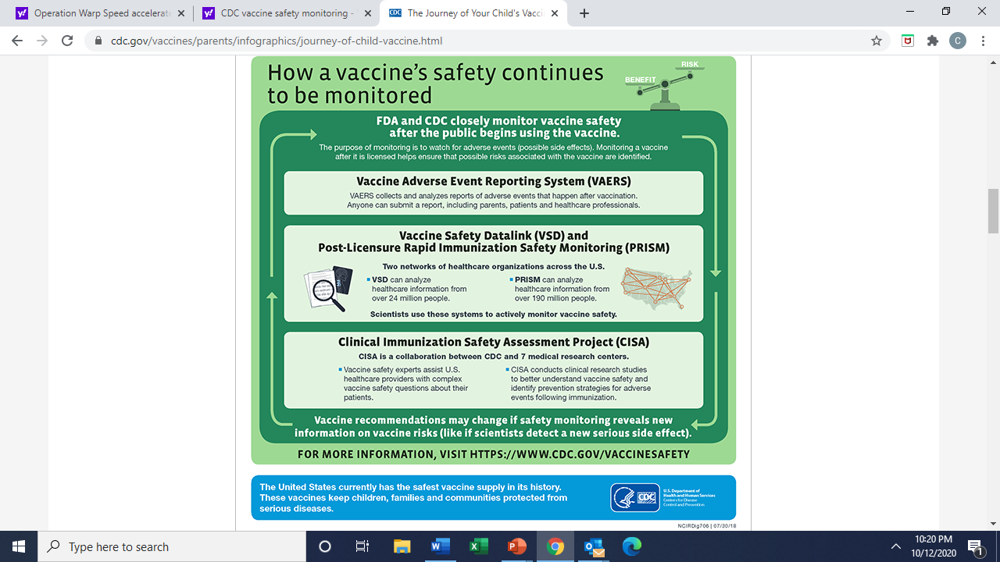 Operation Warp Speed accelerate
CDC vaccine safety monitoring -
CDC
The Journey of Your Child's Vacci
cdc.gov/vaccines/parents/infographics/journey-of-child-vaccine.html
C
How a vaccine's safety continues
to be monitored
RISK
BENEFIT
FDA and CDC closely monitor vaccine safety
after the public begins using the vaccine.
The purpose of monitoring is to watch for adverse events (possible side effects). Monitoring a vaccine
after it is licensed helps ensure that possible risks associated with the vaccine are identified.
Vaccine Adverse Event Reporting System (VAERS)
VAERS collects and analyzes reports of adverse events that happen after vaccination.
Anyone can submit a report, including parents, patients and healthcare professionals.
Vaccine Safety Datalink (VSD) and
Post-Licensure Rapid Immunization Safety Monitoring (PRISM)
Two networks of healthcare organizations across the U.S.
▪ VSD can analyze
healthcare information from
over 24 million people.
▪ PRISM can analyze
healthcare information from
over 190 million people.
Scientists use these systems to actively monitor vaccine safety.
Clinical Immunization Safety Assessment Project (CISA)
CISA is a collaboration between CDC and 7 medical research centers.
▪ Vaccine safety experts assist U.S.
healthcare providers with complex
vaccine safety questions about their
patients.
▪ CISA conducts clinical research studies
to better understand vaccine safety and
identify prevention strategies for adverse
events following immunization.
Vaccine recommendations may change if safety monitoring reveals new
information on vaccine risks (like if scientists detect a new serious side effect).
FOR MORE INFORMATION, VISIT HTTPS://WWW.CDC.GOV/VACCINESAFETY
The United States currently has the safest vaccine supply in its history.
These vaccines keep children, families and communities protected from
serious diseases.
CDC
U.S. Department of
Health and Human Services
Centers for Disease
Control and Prevention
NCIRDig706 | 07/30/18
Type here to search
10:20 PM
10/12/2020
1